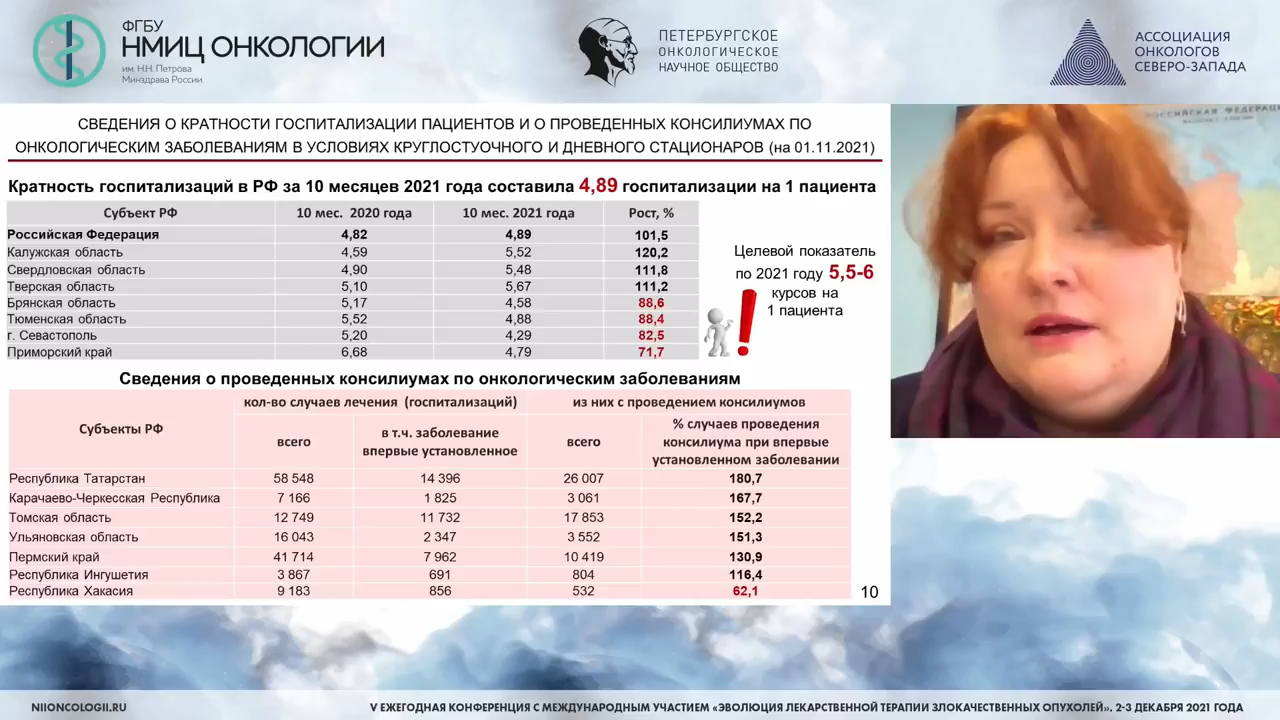 ФГБУ
НМИЦ ОНКОЛОГИИ
им. Н.Н. Петрова
Минздрава России
ПЕТЕРБУРГСКОЕ
ОНКОЛОГИЧЕСКОЕ
НАУЧНОЕ ОБЩЕСТВО
АССОЦИАЦИЯ
ОНКОЛОГОВ
СЕВЕРО-ЗАПАДА
СВЕДЕНИЯ О КРАТНОСТИ ГОСПИТАЛИЗАЦИИ ПАЦИЕНТОВ И О ПРОВЕДЕННЫХ КОНСИЛИУМАХ ПО
ОНКОЛОГИЧЕСКИМ ЗАБОЛЕВАНИЯМ В УСЛОВИЯХ КРУГЛОСТУОЧНОГО И ДНЕВНОГО СТАЦИОНАРОВ (на 01.11.2021)
Кратность госпитализаций в РФ за 10 месяцев 2021 года составила 4,89 госпитализации на 1 пациента
Субъект РФ 10 мес. 2020 года 10 мес. 2021 года Рост, %
Российская Федерация 4,82 4,89 101,5
Калужская область 4,59 5,52 120,2
Свердловская область 4,90 5,48 111,8
Тверская область 5,10 5,67 111,2
Брянская область 5,17 4,58 88,6
Тюменская область 5,52 4,88 88,4
г. Севастополь 5,20 4,29 82,5
Приморский край 6,68 4,79 71,7
Целевой показатель
по 2021 году 5,5-6
курсов на
1 пациента
Сведения о проведенных консилиумах по онкологическим заболеваниям
Субъекты РФ
кол-во случаев лечения (госпитализаций)
из них с проведением консилиумов
всего
в т.ч. заболевание
впервые установленное
всего
% случаев проведения
консилиума при впервые
установленном заболевании
Республика Татарстан 58 548 14 396 26 007 180,7
Карачаево-Черкесская Республика 7 166 1 825 3 061 167,7
Томская область 12 749 11 732 17 853 152,2
Ульяновская область 16 043 2 347 3 552 151,3
Пермский край 41 714 7 962 10 419 130,9
Республика Ингушетия 3 867 691 804 116,4
Республика Хакасия 9 183 856 532 62,1
10
NIIONCOLOGII.RU
V ЕЖЕГОДНАЯ КОНФЕРЕНЦИЯ С МЕЖДУНАРОДНЫМ УЧАСТИЕМ «ЭВОЛЮЦИЯ ЛЕКАРСТВЕННОЙ ТЕРАПИИ ЗЛОКАЧЕСТВЕННЫХ ОПУХОЛЕЙ». 2-3 ДЕКАБРЯ 2021 ГОДА